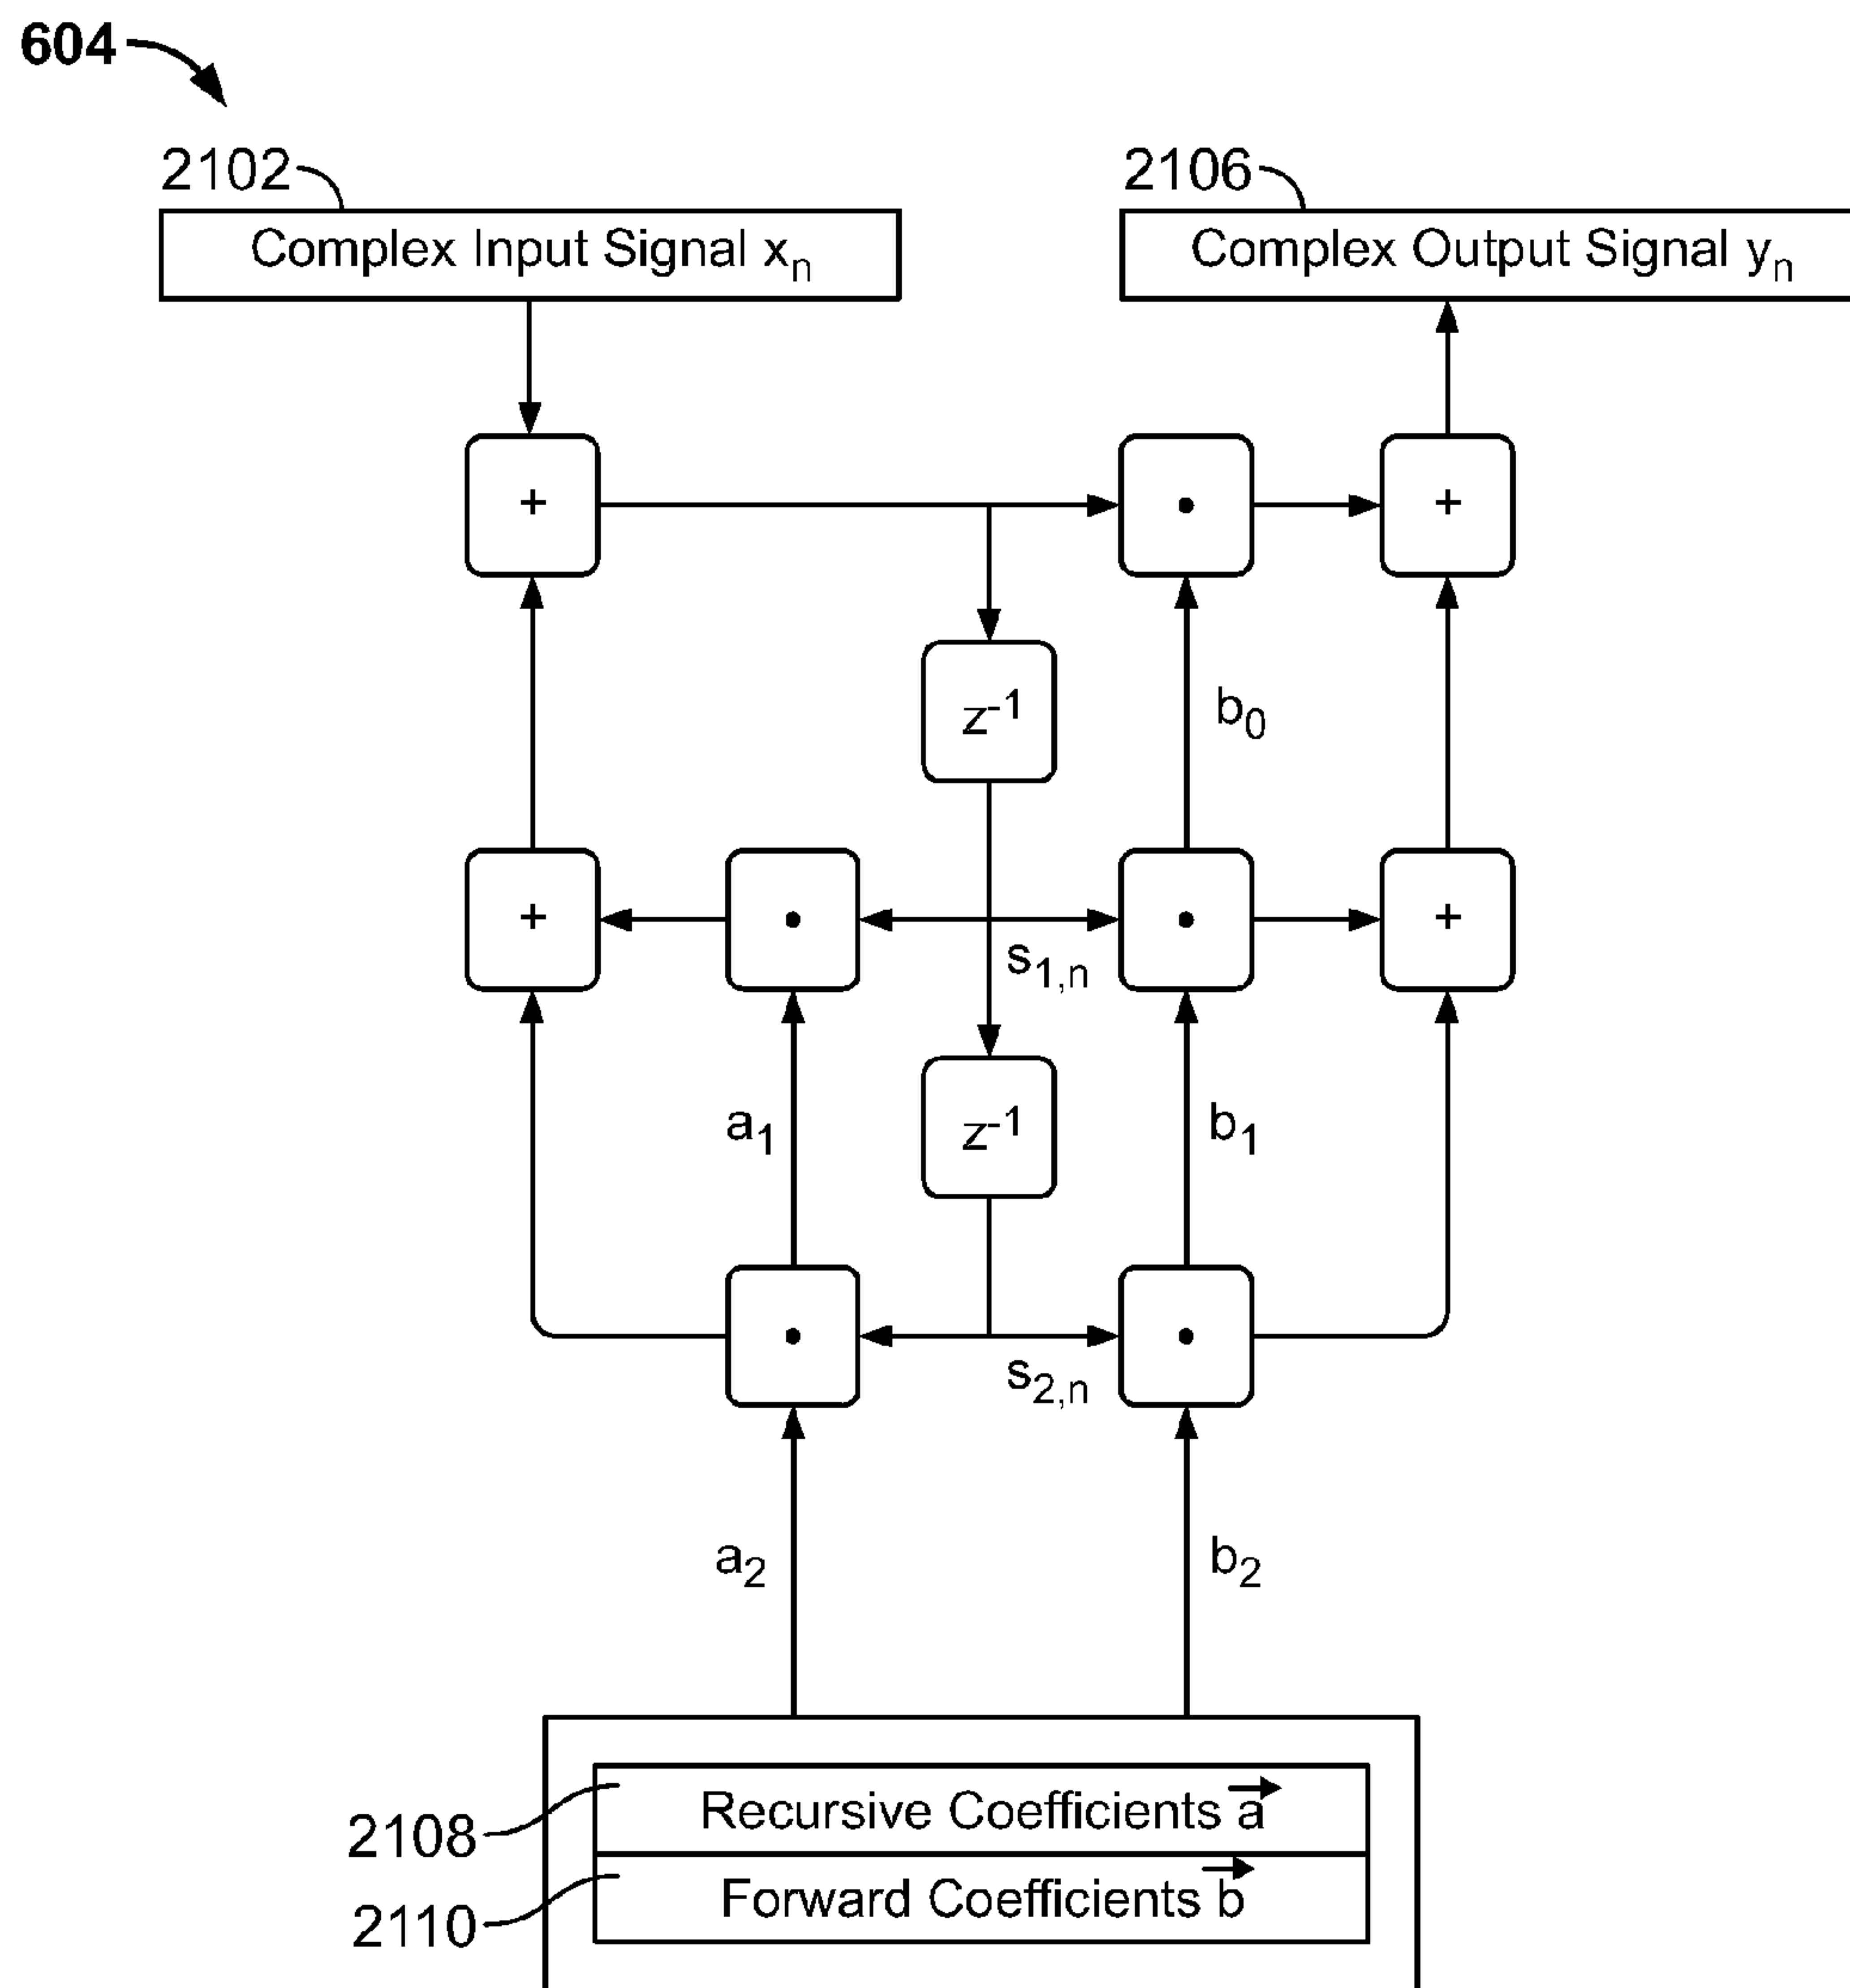 604
2102
2106
Complex Input Signal xₙ
Complex Output Signal yₙ
+
•
+
z⁻¹
b₀
+
•
•
+
s₁,ₙ
a₁
z⁻¹
b₁
•
•
s₂,ₙ
a₂
b₂
2108
Recursive Coefficients a⃗
2110
Forward Coefficients b⃗